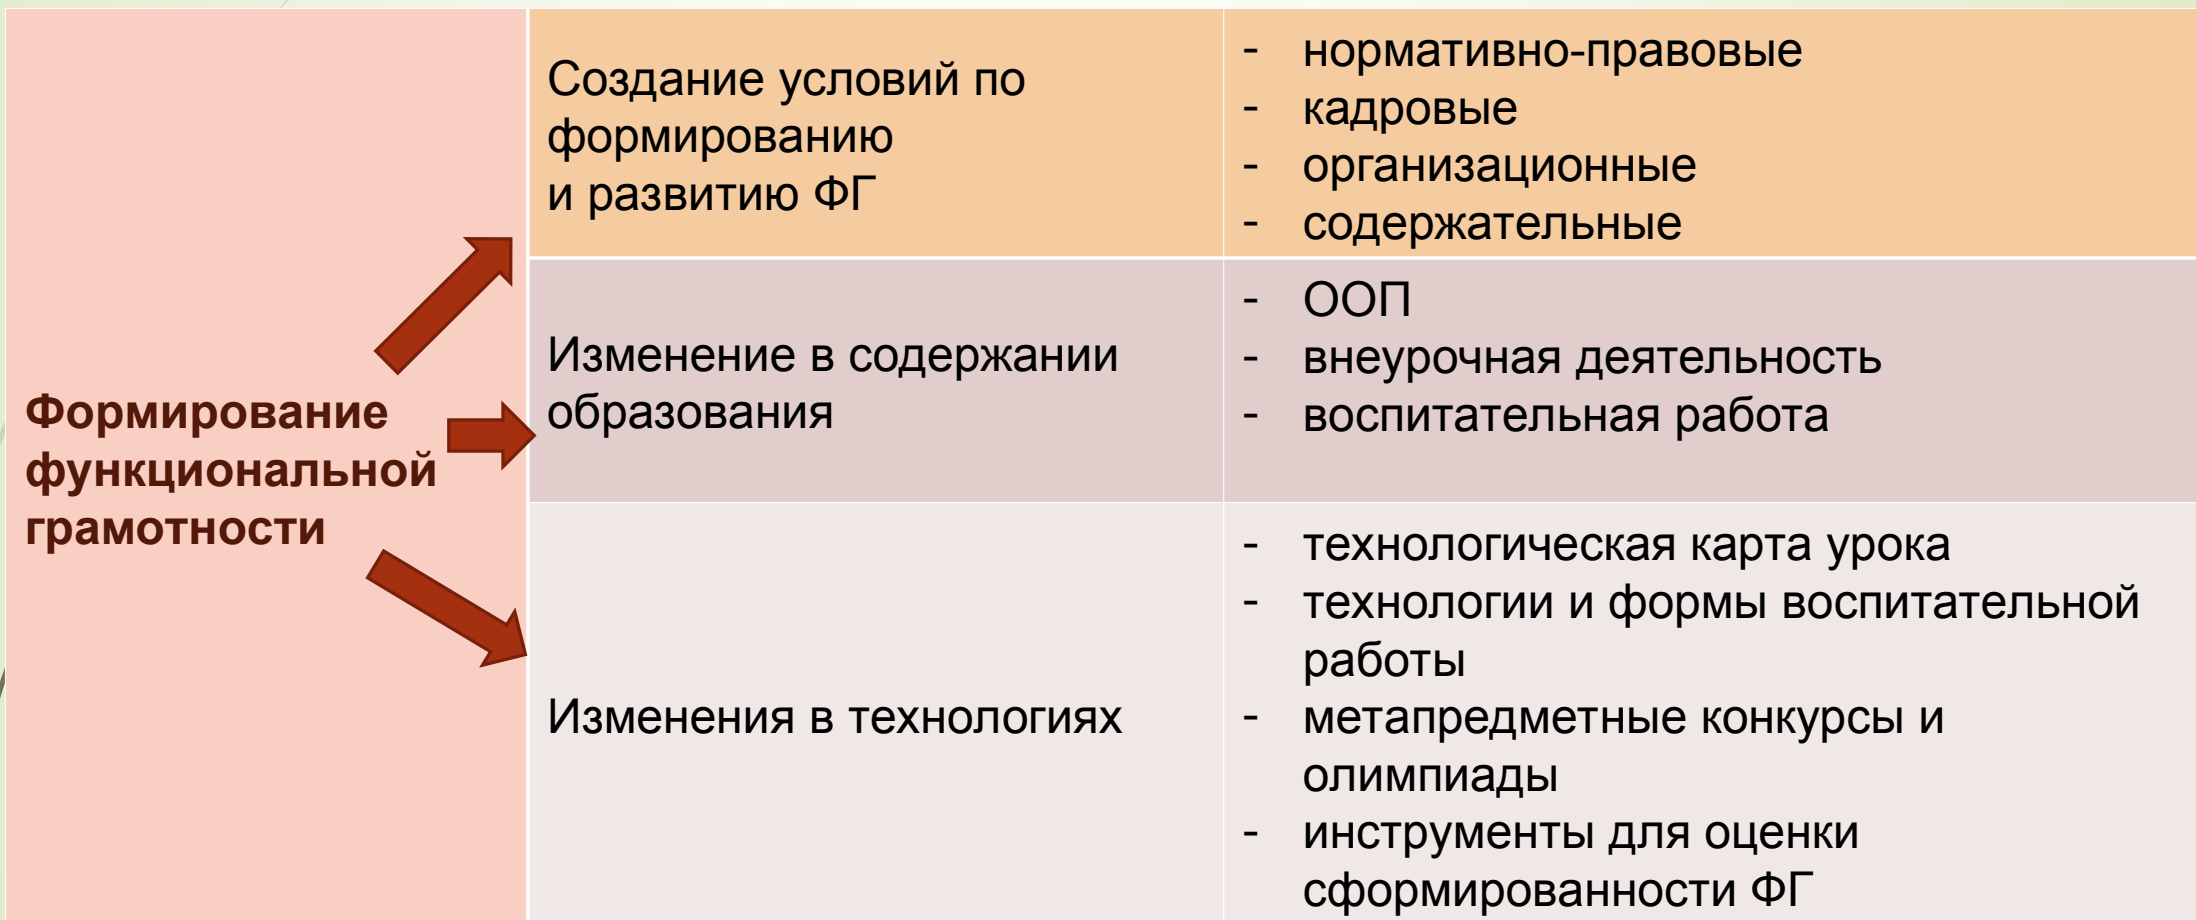 Формирование
функциональной
грамотности
Создание условий по
формированию
и развитию ФГ
- нормативно-правовые
- кадровые
- организационные
- содержательные
Изменение в содержании
образования
- ООП
- внеурочная деятельность
- воспитательная работа
Изменения в технологиях
- технологическая карта урока
- технологии и формы воспитательной
работы
- метапредметные конкурсы и
олимпиады
- инструменты для оценки
сформированности ФГ